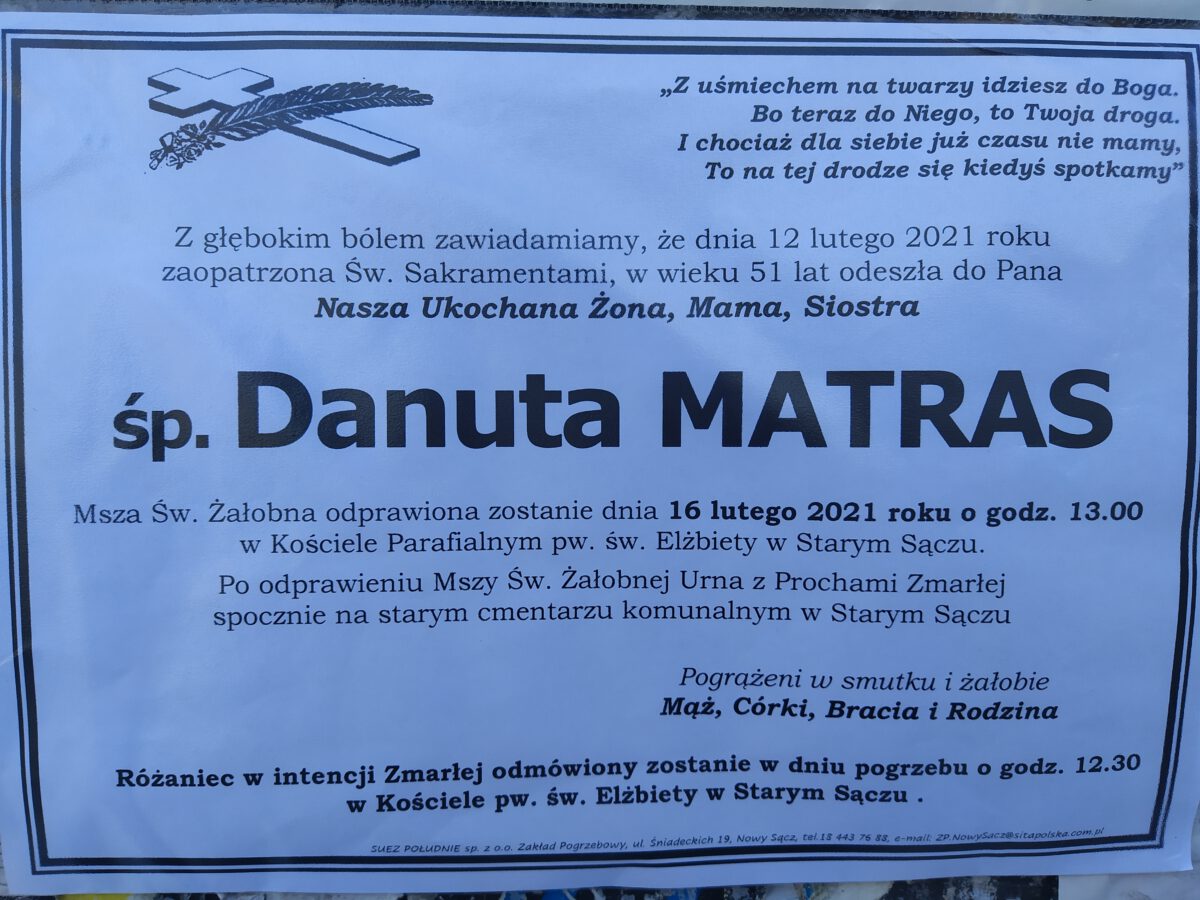 „Z uśmiechem na twarzy idziesz do Boga.
Bo teraz do Niego, to Twoja droga.
I chociaż dla siebie już czasu nie mamy,
To na tej drodze się kiedyś spotkamy”
Z głębokim bólem zawiadamiamy, że dnia 12 lutego 2021 roku
zaopatrzona Św. Sakramentami, w wieku 51 lat odeszła do Pana
Nasza Ukochana Żona, Mama, Siostra
śp. Danuta MATRAS
Msza Św. Żałobna odprawiona zostanie dnia 16 lutego 2021 roku o godz. 13.00
w Kościele Parafialnym pw. św. Elżbiety w Starym Sączu.
Po odprawieniu Mszy Św. Żałobnej Urna z Prochami Zmarłej
spocznie na starym cmentarzu komunalnym w Starym Sączu
Pogrążeni w smutku i żałobie
Mąż, Córki, Bracia i Rodzina
Różaniec w intencji Zmarłej odmówiony zostanie w dniu pogrzebu o godz. 12.30
w Kościele pw. św. Elżbiety w Starym Sączu .
SUEZ POŁUDNIE sp. z o.o. Zakład Pogrzebowy, ul. Śniadeckich 19, Nowy Sącz, tel.18 443 76 88, e-mail: ZP.NowySacz@sitapolska.com.pl